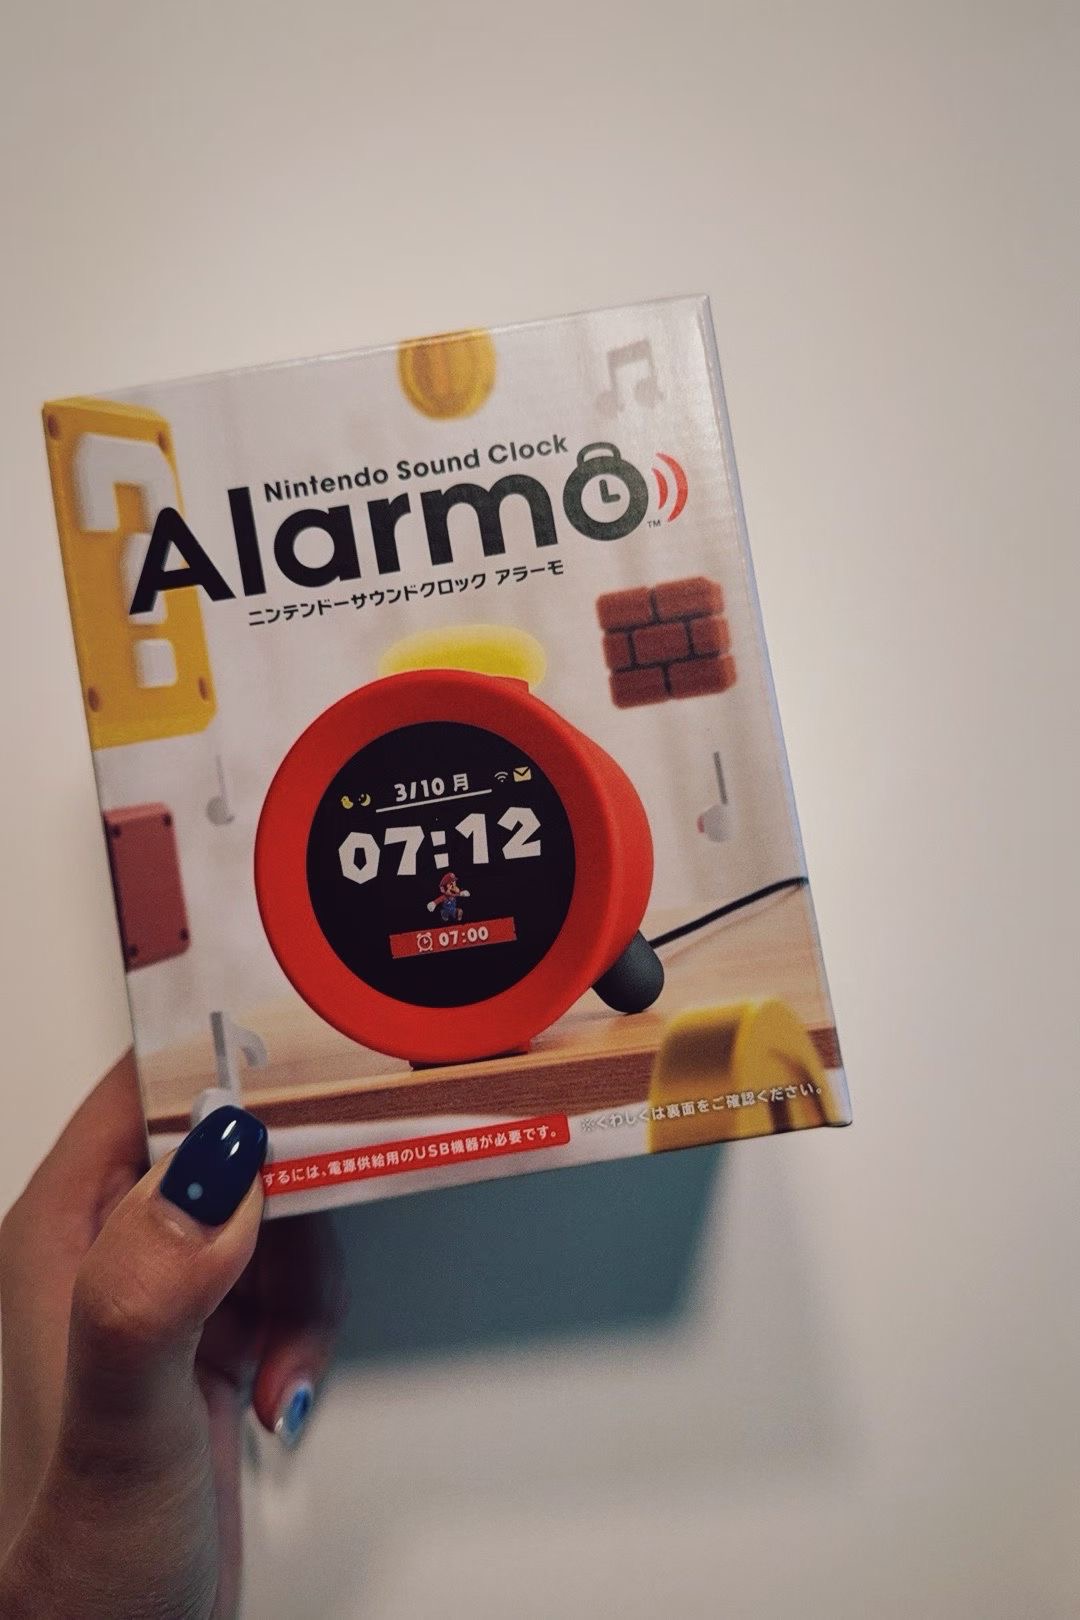 Nintendo Sound Clock
Alarmo
TM
ニンテンドーサウンドクロック アラーモ
3/10 月
07:12
07:00
するには、電源供給用のUSB機器が必要です。
※くわしくは裏面をご確認ください。